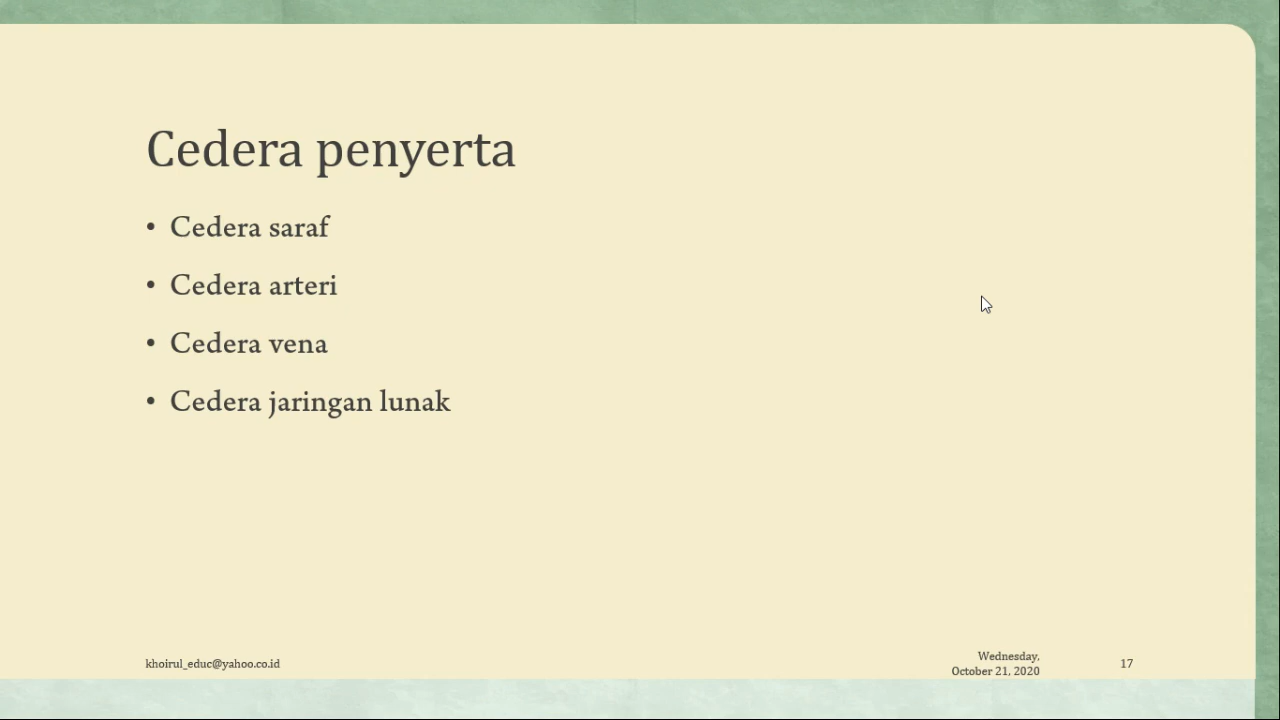 Cedera penyerta
• Cedera saraf
• Cedera arteri
• Cedera vena
• Cedera jaringan lunak
khoirul_educ@yahoo.co.id
Wednesday,
October 21, 2020
17